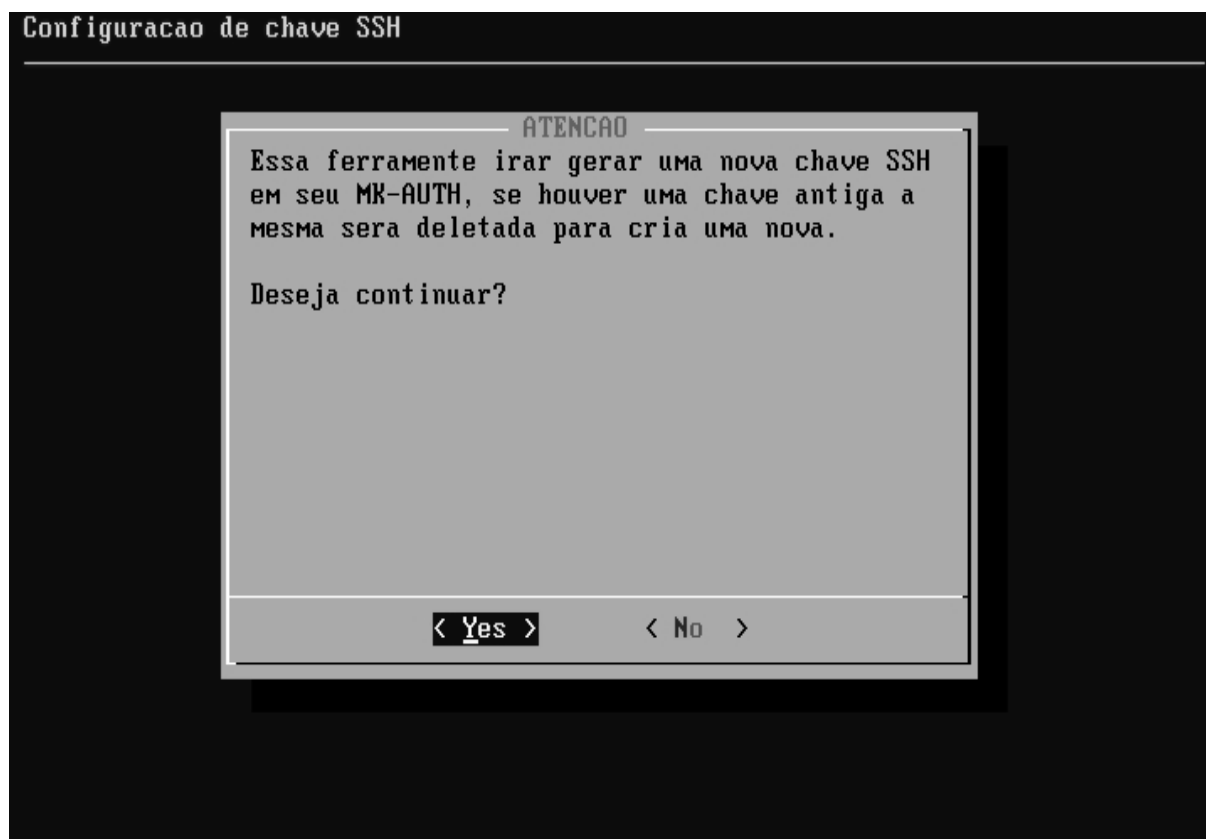 Configuracao de chave SSH
ATENCAO
Essa ferramente irar gerar uma nova chave SSH
em seu MK-AUTH, se houver uma chave antiga a
mesma sera deletada para cria uma nova.
Deseja continuar?
< Yes > < No >